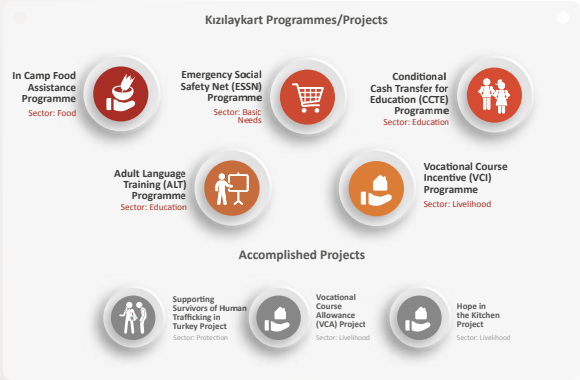 Kızılaykart Programmes/Projects
In Camp Food
Assistance
Programme
Sector: Food
Emergency Social
Safety Net (ESSN)
Programme
Sector: Basic
Needs
Conditional
Cash Transfer for
Education (CCTE)
Programme
Sector: Education
Adult Language
Training (ALT)
Programme
Sector: Education
Vocational Course
Incentive (VCI)
Programme
Sector: Livelihood
Accomplished Projects
Supporting
Survivors of Human
Trafficking in
Turkey Project
Sector: Protection
Vocational
Course
Allowance
(VCA) Project
Sector: Livelihood
Hope in
the Kitchen
Project
Sector: Livelihood